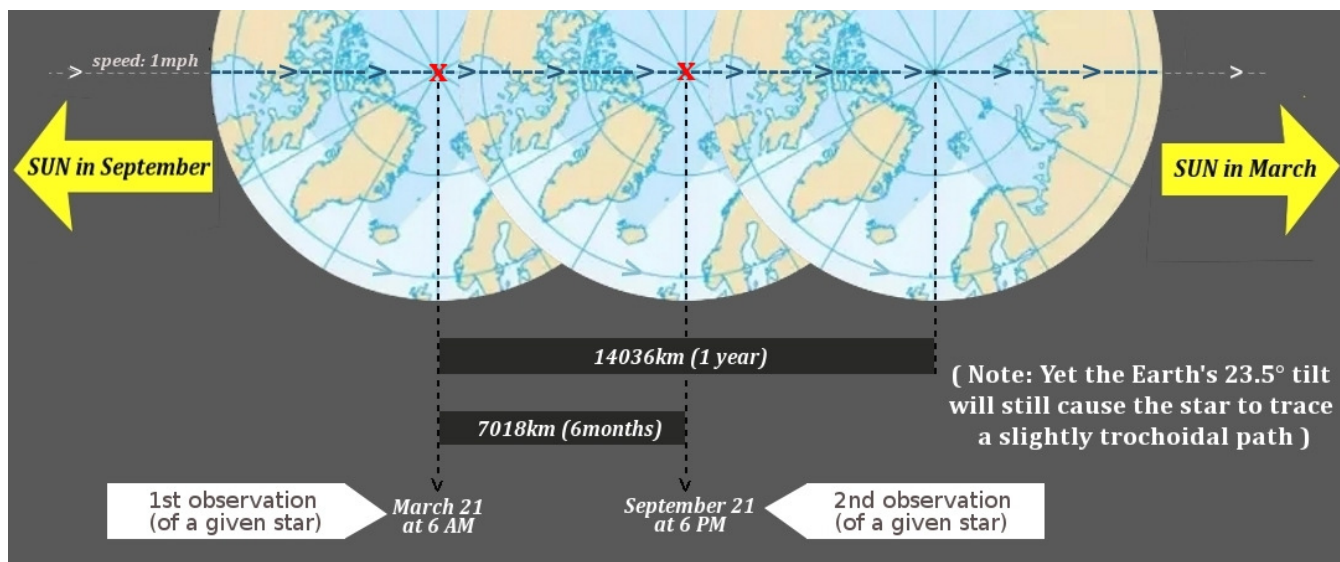 speed: 1mph
X
X
SUN in September
SUN in March
14036km (1 year)
( Note: Yet the Earth's 23.5° tilt
will still cause the star to trace
a slightly trochoidal path )
7018km (6months)
1st observation
(of a given star)
March 21
at 6 AM
September 21
at 6 PM
2nd observation
(of a given star)